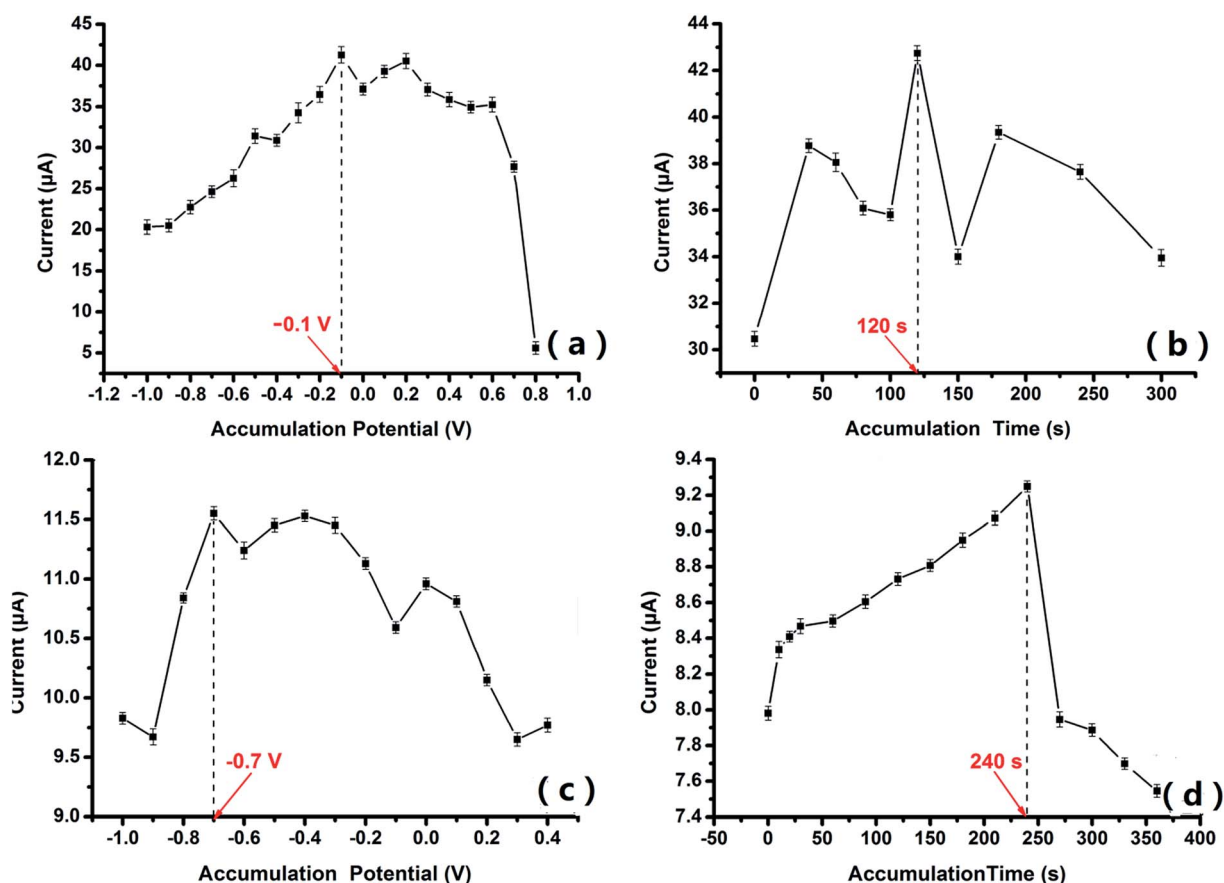 45
40
35
30
25
20
15
10
5
Current (µA)
−0.1 V
( a )
-1.2 -1.0 -0.8 -0.6 -0.4 -0.2 0.0 0.2 0.4 0.6 0.8 1.0
Accumulation Potential (V)
44
42
40
38
36
34
32
30
Current (µA)
120 s
( b )
0 50 100 150 200 250 300
Accumulation Time (s)
12.0
11.5
11.0
10.5
10.0
9.5
9.0
Current (µA)
-0.7 V
( c )
-1.0 -0.8 -0.6 -0.4 -0.2 0.0 0.2 0.4
Accumulation Potential (V)
9.4
9.2
9.0
8.8
8.6
8.4
8.2
8.0
7.8
7.6
7.4
Current (µA)
240 s
( d )
-50 0 50 100 150 200 250 300 350 400
AccumulationTime (s)